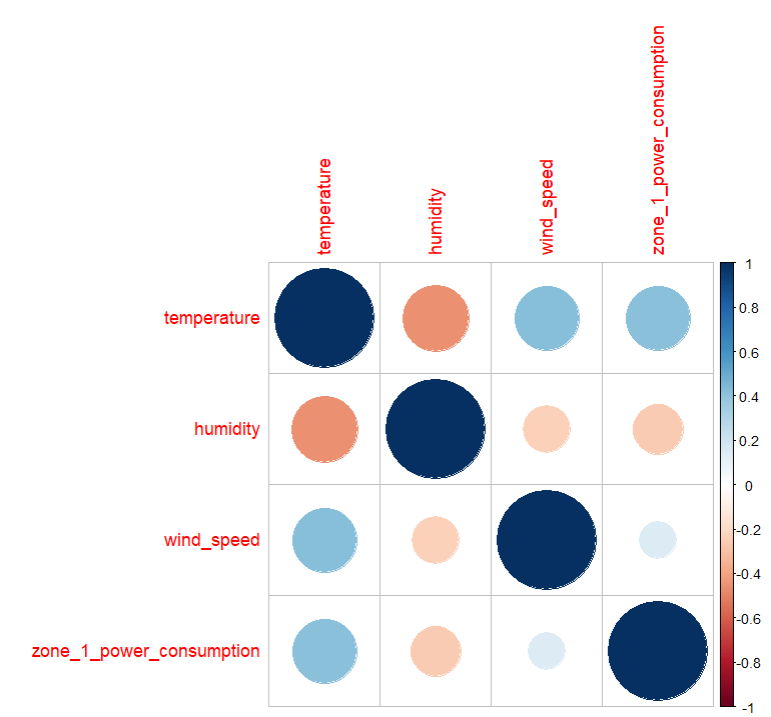 temperature
humidity
wind_speed
zone_1_power_consumption
temperature
humidity
wind_speed
zone_1_power_consumption
1
0.8
0.6
0.4
0.2
0
-0.2
-0.4
-0.6
-0.8
-1